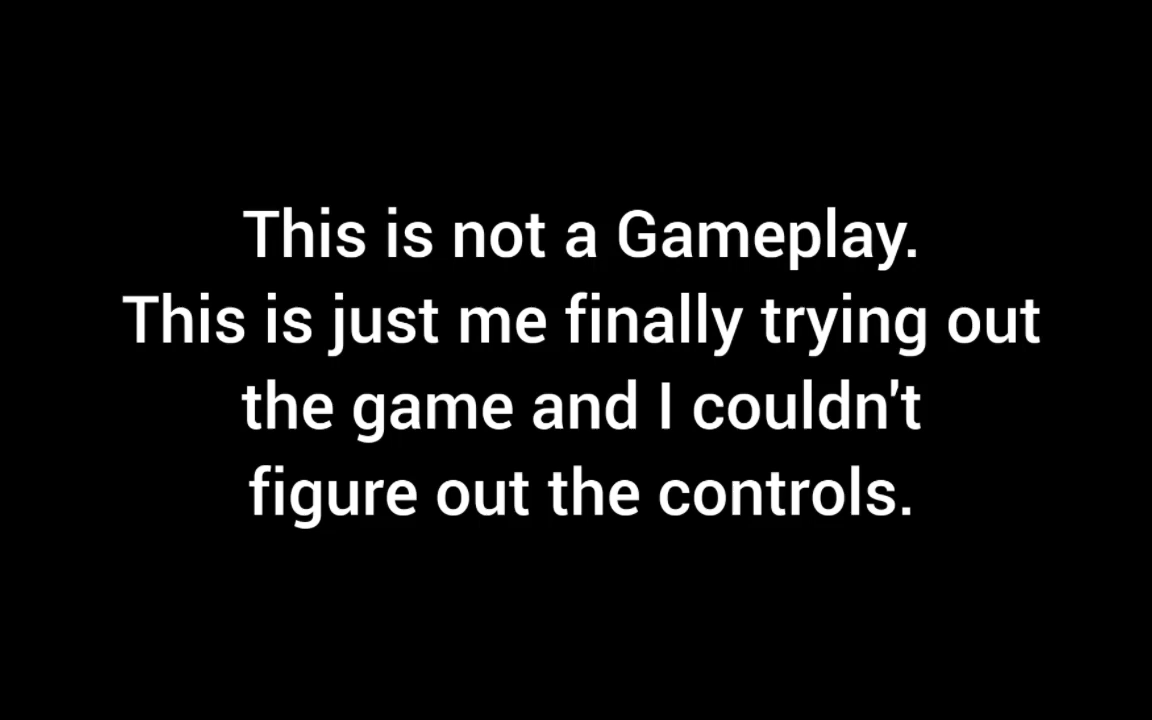 This is not a Gameplay.
This is just me finally trying out
the game and I couldn't
figure out the controls.